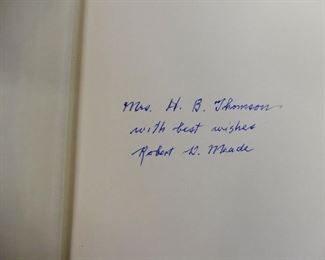 Mrs. H. B. Thomson
with best wishes
Robert D. Meade